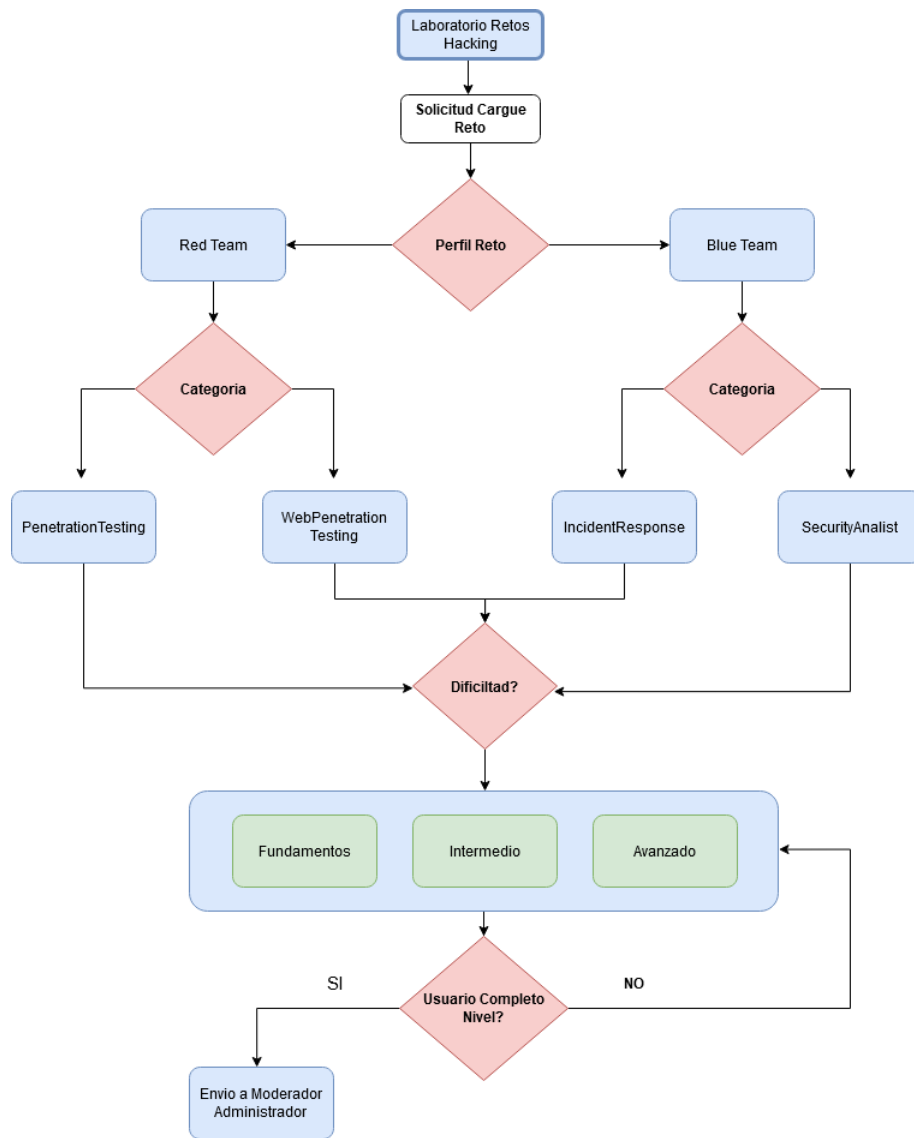 Laboratorio Retos
Hacking
Solicitud Cargue
Reto
Perfil Reto
Red Team
Blue Team
Categoria
Categoria
PenetrationTesting
WebPenetration
Testing
IncidentResponse
SecurityAnalist
Dificiltad?
Fundamentos
Intermedio
Avanzado
SI
Usuario Completo
Nivel?
NO
Envio a Moderador
Administrador